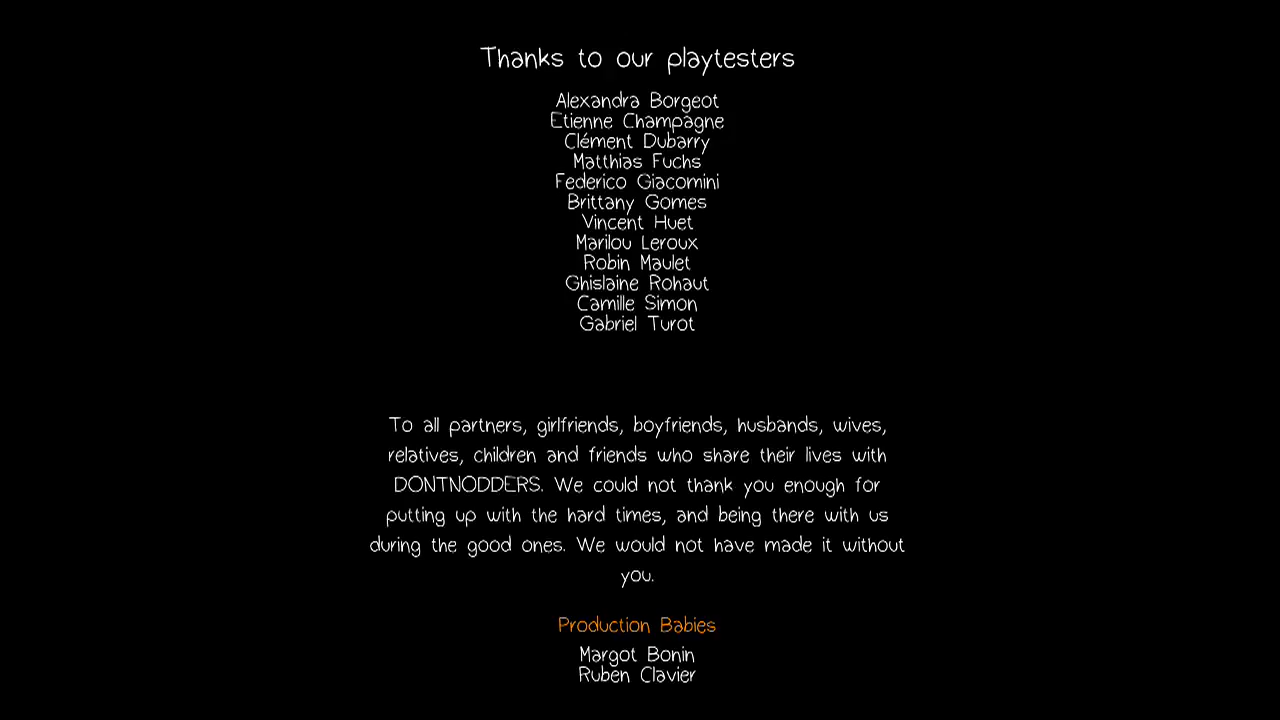 Thanks to our playtesters
Alexandra Borgeot
Etienne Champagne
Clément Dubarry
Matthias Fuchs
Federico Giacomini
Brittany Gomes
Vincent Huet
Marilou Leroux
Robin Maulet
Ghislaine Rohaut
Camille Simon
Gabriel Turot
To all partners, girlfriends, boyfriends, husbands, wives,
relatives, children and friends who share their lives with
DONTNODDERS. We could not thank you enough for
putting up with the hard times, and being there with us
during the good ones. We would not have made it without
you.
Production Babies
Margot Bonin
Ruben Clavier